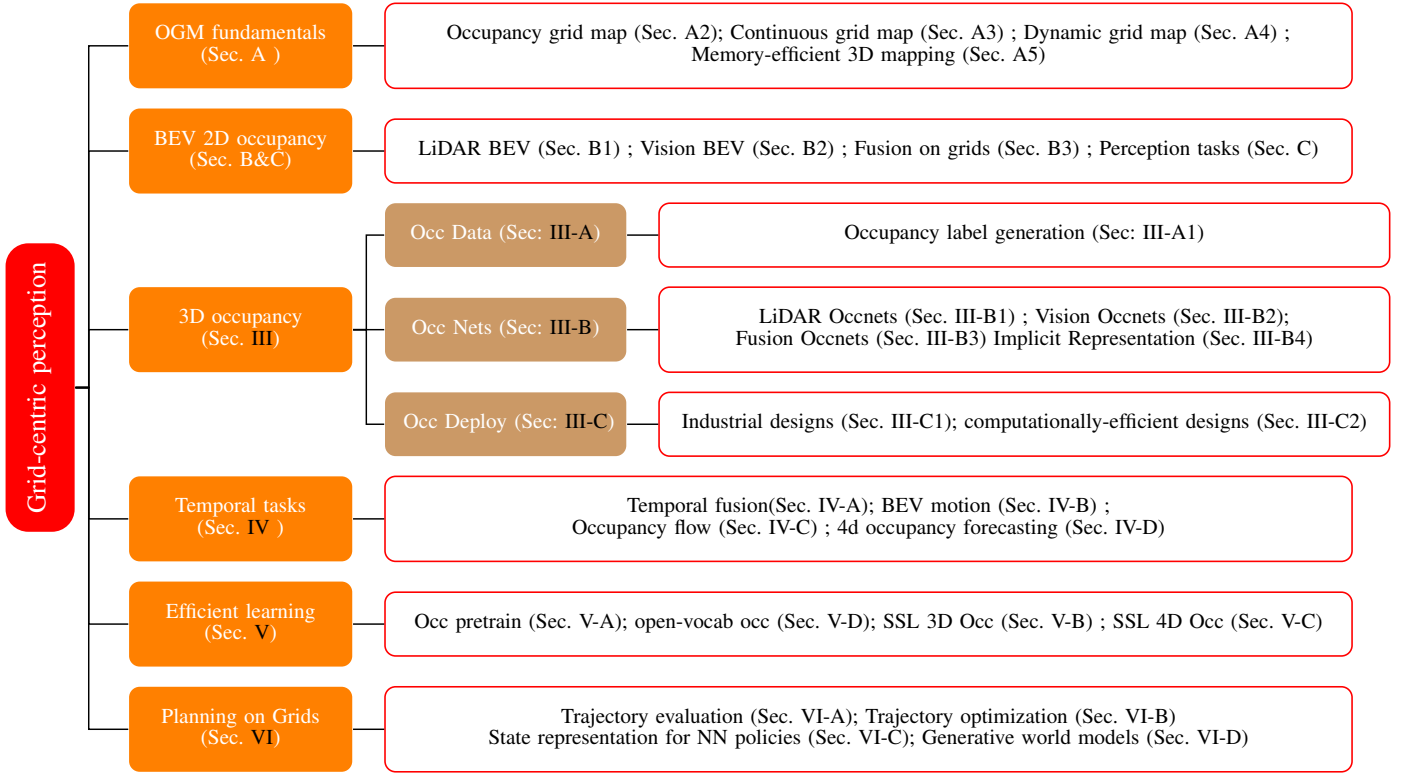 Grid-centric perception
OGM fundamentals
(Sec. A )
Occupancy grid map (Sec. A2); Continuous grid map (Sec. A3) ; Dynamic grid map (Sec. A4) ;
Memory-efficient 3D mapping (Sec. A5)
BEV 2D occupancy
(Sec. B&C)
LiDAR BEV (Sec. B1) ; Vision BEV (Sec. B2) ; Fusion on grids (Sec. B3) ; Perception tasks (Sec. C)
3D occupancy
(Sec. III)
Occ Data (Sec: III-A)
Occupancy label generation (Sec: III-A1)
Occ Nets (Sec: III-B)
LiDAR Occnets (Sec. III-B1) ; Vision Occnets (Sec. III-B2);
Fusion Occnets (Sec. III-B3) Implicit Representation (Sec. III-B4)
Occ Deploy (Sec: III-C)
Industrial designs (Sec. III-C1); computationally-efficient designs (Sec. III-C2)
Temporal tasks
(Sec. IV )
Temporal fusion(Sec. IV-A); BEV motion (Sec. IV-B) ;
Occupancy flow (Sec. IV-C) ; 4d occupancy forecasting (Sec. IV-D)
Efficient learning
(Sec. V)
Occ pretrain (Sec. V-A); open-vocab occ (Sec. V-D); SSL 3D Occ (Sec. V-B) ; SSL 4D Occ (Sec. V-C)
Planning on Grids
(Sec. VI)
Trajectory evaluation (Sec. VI-A); Trajectory optimization (Sec. VI-B)
State representation for NN policies (Sec. VI-C); Generative world models (Sec. VI-D)